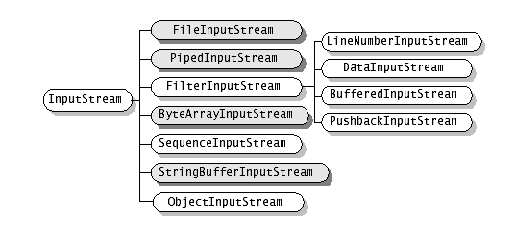 FileInputStream
LineNumberInputStream
PipedInputStream
DataInputStream
FilterInputStream
BufferedInputStream
InputStream
ByteArrayInputStream
PushbackInputStream
SequenceInputStream
StringBufferInputStream
ObjectInputStream